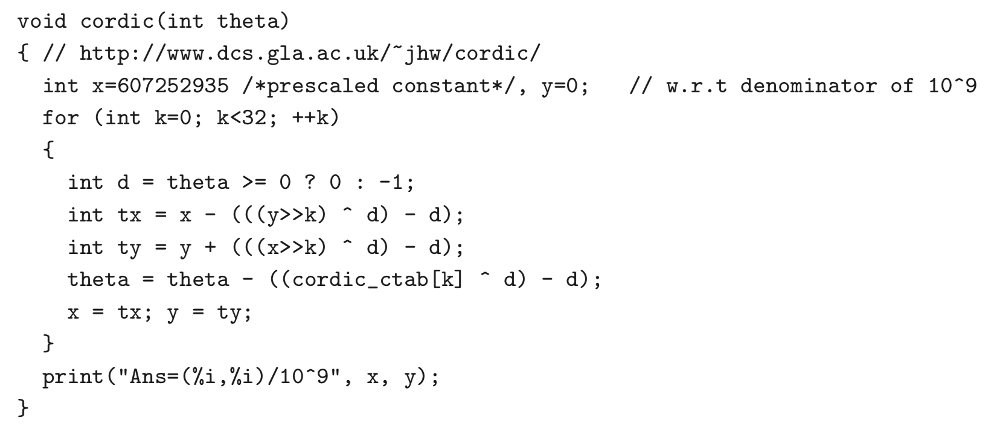 void cordic(int theta)
{ // http://www.dcs.gla.ac.uk/~jhw/cordic/
  int x=607252935 /*prescaled constant*/, y=0;   // w.r.t denominator of 10^9
  for (int k=0; k<32; ++k)
  {
    int d = theta >= 0 ? 0 : -1;
    int tx = x - (((y>>k) ^ d) - d);
    int ty = y + (((x>>k) ^ d) - d);
    theta = theta - ((cordic_ctab[k] ^ d) - d);
    x = tx; y = ty;
  }
  print("Ans=(%i,%i)/10^9", x, y);
}